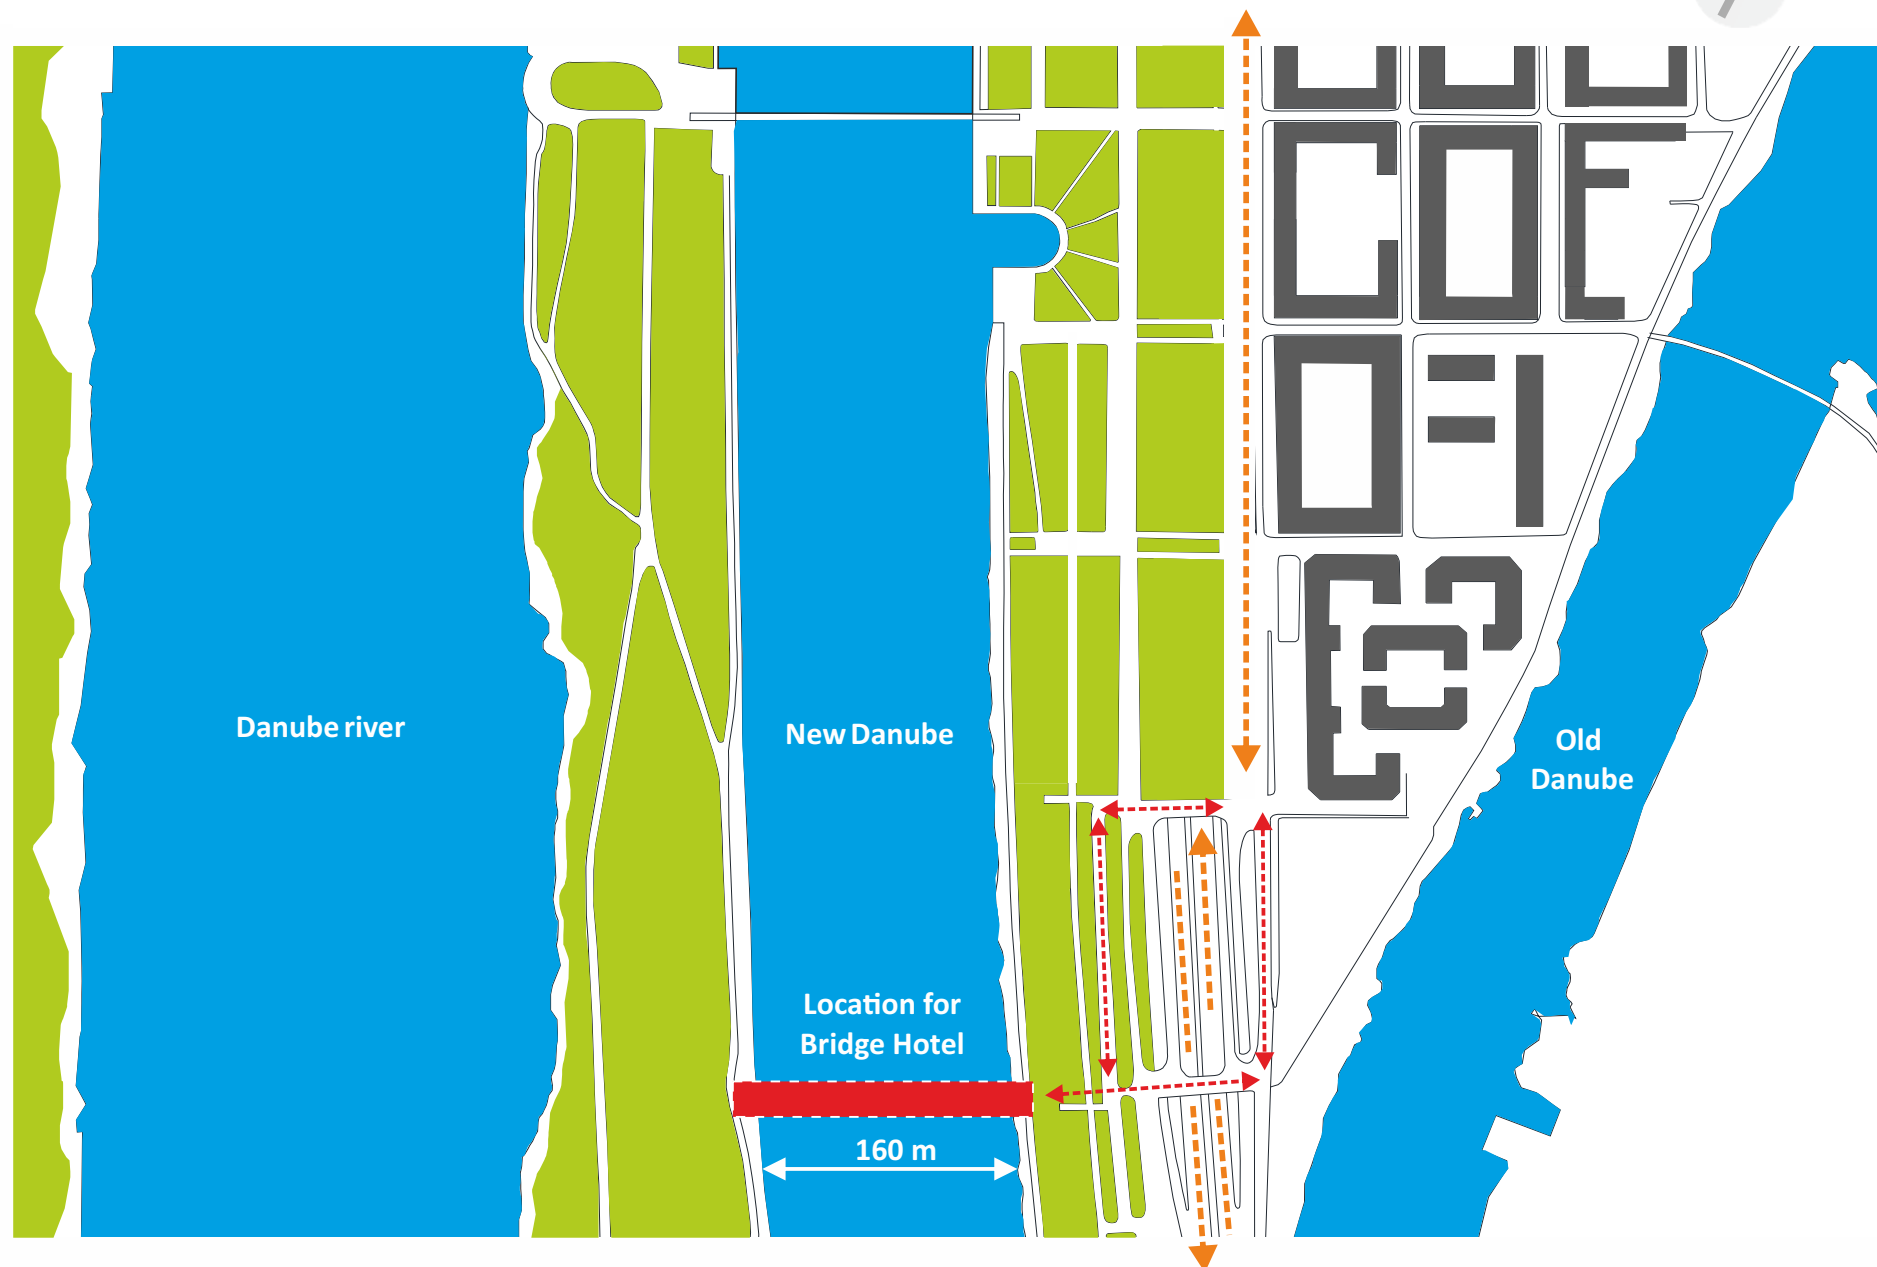 Danube river
New Danube
Old
Danube
Location for
Bridge Hotel
160 m